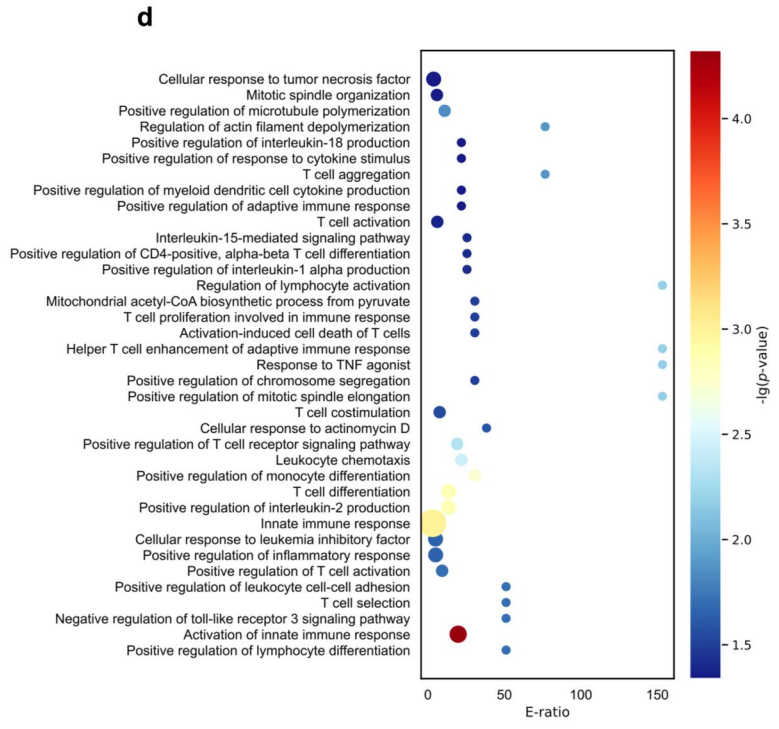 d
Cellular response to tumor necrosis factor
Mitotic spindle organization
Positive regulation of microtubule polymerization
Regulation of actin filament depolymerization
Positive regulation of interleukin-18 production
Positive regulation of response to cytokine stimulus
T cell aggregation
Positive regulation of myeloid dendritic cell cytokine production
Positive regulation of adaptive immune response
T cell activation
Interleukin-15-mediated signaling pathway
Positive regulation of CD4-positive, alpha-beta T cell differentiation
Positive regulation of interleukin-1 alpha production
Regulation of lymphocyte activation
Mitochondrial acetyl-CoA biosynthetic process from pyruvate
T cell proliferation involved in immune response
Activation-induced cell death of T cells
Helper T cell enhancement of adaptive immune response
Response to TNF agonist
Positive regulation of chromosome segregation
Positive regulation of mitotic spindle elongation
T cell costimulation
Cellular response to actinomycin D
Positive regulation of T cell receptor signaling pathway
Leukocyte chemotaxis
Positive regulation of monocyte differentiation
T cell differentiation
Positive regulation of interleukin-2 production
Innate immune response
Cellular response to leukemia inhibitory factor
Positive regulation of inflammatory response
Positive regulation of T cell activation
Positive regulation of leukocyte cell-cell adhesion
T cell selection
Negative regulation of toll-like receptor 3 signaling pathway
Activation of innate immune response
Positive regulation of lymphocyte differentiation
0 50 100 150
E-ratio
4.0
3.5
3.0
2.5
2.0
1.5
-lg(p-value)